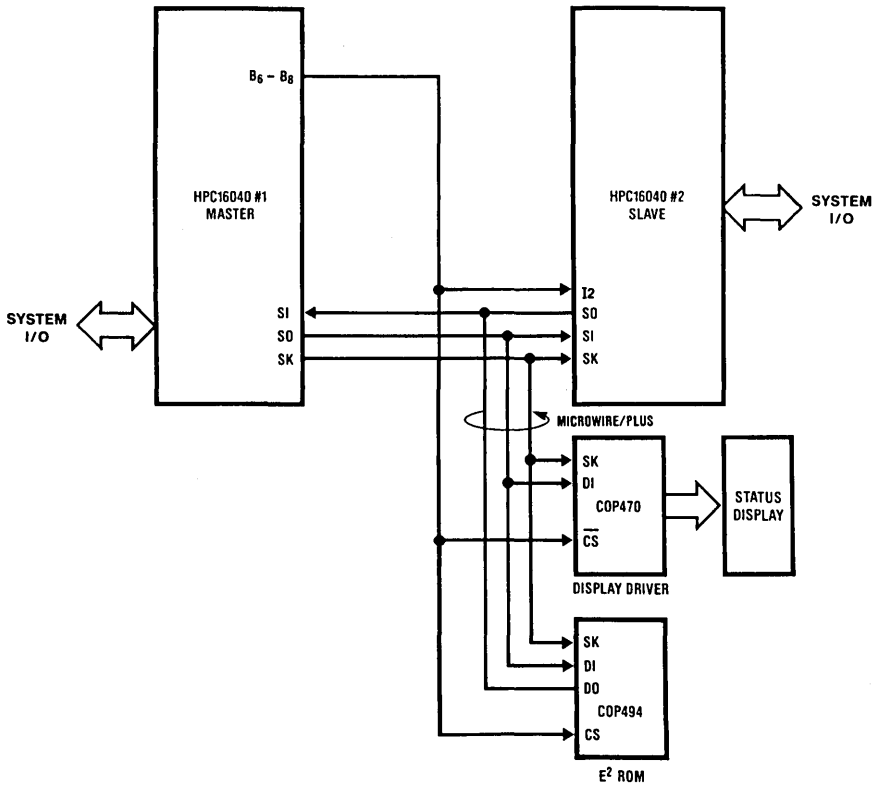 B₆ – B₈
HPC16040 #1
MASTER
SI
SO
SK
SYSTEM
I/O
HPC16040 #2
SLAVE
I2
SO
SI
SK
SYSTEM
I/O
MICROWIRE/PLUS
SK
DI
COP470
C̅S̅
DISPLAY DRIVER
STATUS
DISPLAY
SK
DI
DO
COP494
CS
E² ROM